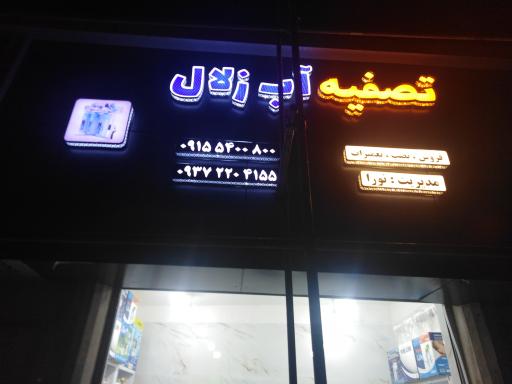 تصفیه آب زلال
فروش ، نصب ، تعمیرات
مدیریت : نورا
۰۹۱۵ ۵۴۰۰ ۸۰۰
۰۹۳۷ ۲۲۰ ۴۱۵۵